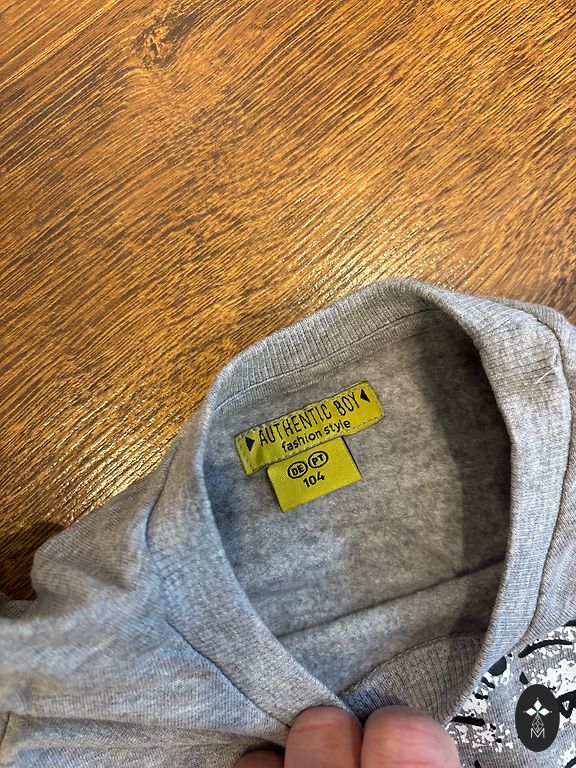 AUTHENTIC BOY
fashion style
DE PT
104